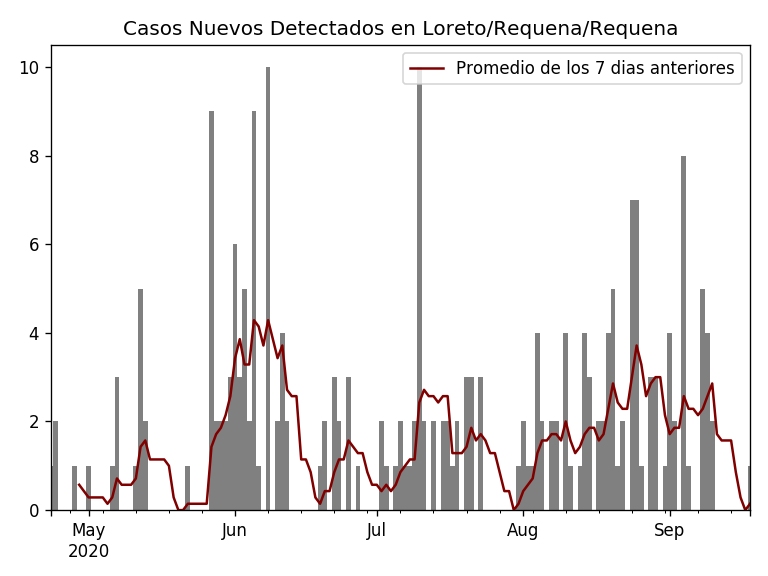 Casos Nuevos Detectados en Loreto/Requena/Requena
Promedio de los 7 dias anteriores
10
8
6
4
2
0
May Jun Jul Aug Sep
2020